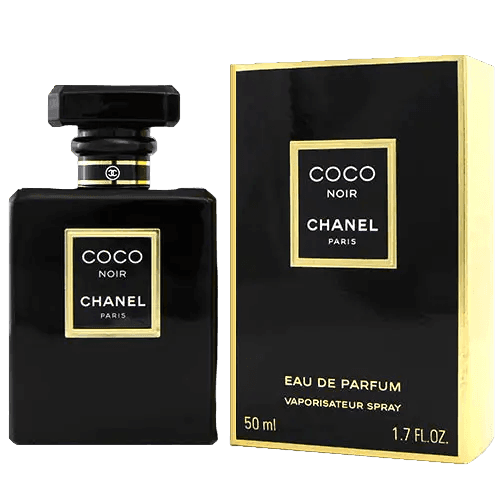 COCO
NOIR
CHANEL
PARIS
COCO
NOIR
CHANEL
PARIS
EAU DE PARFUM
VAPORISATEUR SPRAY
50 ml
1.7 FL.OZ.